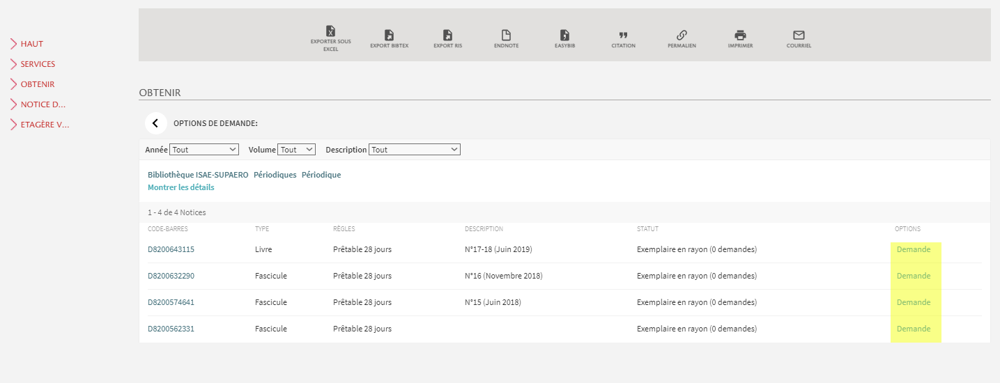 HAUT
SERVICES
OBTENIR
NOTICE D...
ETAGÈRE V...
EXPORTER SOUS
EXCEL
EXPORT BIBTEX
EXPORT RIS
ENDNOTE
EASYBIB
CITATION
PERMALIEN
IMPRIMER
COURRIEL
OBTENIR
OPTIONS DE DEMANDE:
Année Tout Volume Tout Description Tout
Bibliothèque ISAE-SUPAERO Périodiques Périodique
Montrer les détails
1 - 4 de 4 Notices
CODE-BARRES TYPE RÈGLES DESCRIPTION STATUT OPTIONS
D8200643115 Livre Prêtable 28 jours N°17-18 (Juin 2019) Exemplaire en rayon (0 demandes) Demande
D8200632290 Fascicule Prêtable 28 jours N°16 (Novembre 2018) Exemplaire en rayon (0 demandes) Demande
D8200574641 Fascicule Prêtable 28 jours N°15 (Juin 2018) Exemplaire en rayon (0 demandes) Demande
D8200562331 Fascicule Prêtable 28 jours Exemplaire en rayon (0 demandes) Demande